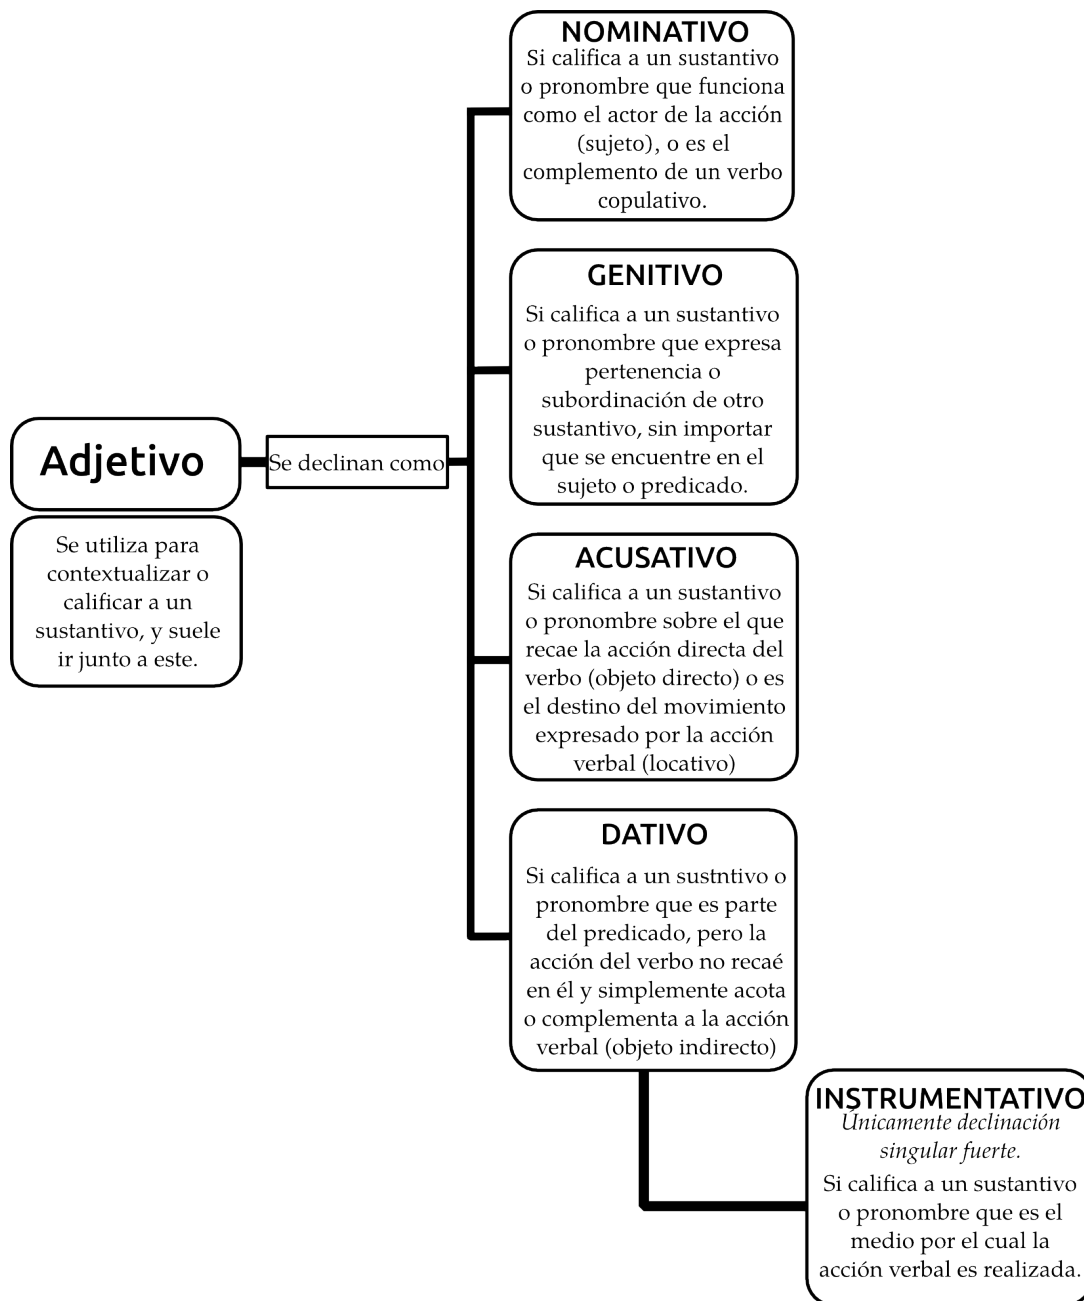 NOMINATIVO
Si califica a un sustantivo
o pronombre que funciona
como el actor de la acción
(sujeto), o es el
complemento de un verbo
copulativo.
GENITIVO
Si califica a un sustantivo
o pronombre que expresa
pertenencia o
subordinación de otro
sustantivo, sin importar
que se encuentre en el
sujeto o predicado.
Adjetivo
Se declinan como
Se utiliza para
contextualizar o
calificar a un
sustantivo, y suele
ir junto a este.
ACUSATIVO
Si califica a un sustantivo
o pronombre sobre el que
recae la acción directa del
verbo (objeto directo) o es
el destino del movimiento
expresado por la acción
verbal (locativo)
DATIVO
Si califica a un sustntivo o
pronombre que es parte
del predicado, pero la
acción del verbo no recaé
en él y simplemente acota
o complementa a la acción
verbal (objeto indirecto)
INSTRUMENTATIVO
Únicamente declinación
singular fuerte.
Si califica a un sustantivo
o pronombre que es el
medio por el cual la
acción verbal es realizada.